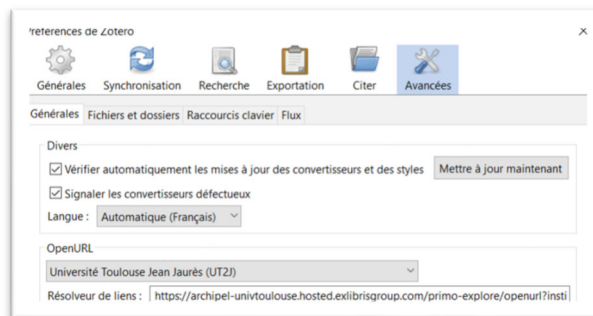 Préférences de Zotero
Générales Synchronisation Recherche Exportation Citer Avancées
Générales Fichiers et dossiers Raccourcis clavier Flux
Divers
Vérifier automatiquement les mises à jour des convertisseurs et des styles Mettre à jour maintenant
Signaler les convertisseurs défectueux
Langue : Automatique (Français)
OpenURL
Université Toulouse Jean Jaurès (UT2J)
Résolveur de liens : https://archipel-univtoulouse.hosted.exlibrisgroup.com/primo-explore/openurl?insti